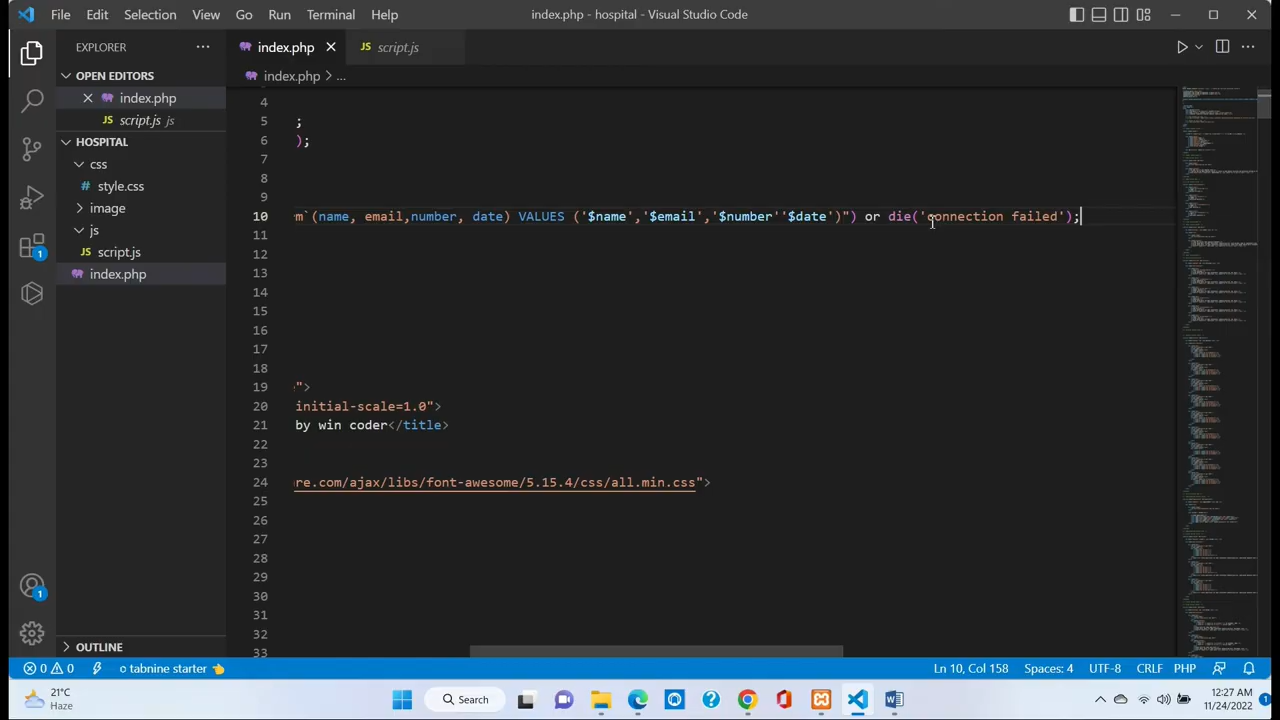 File Edit Selection View Go Run Terminal Help
index.php - hospital - Visual Studio Code
EXPLORER
index.php
script.js
OPEN EDITORS
index.php > ...
index.php
script.js js
css
# style.css
image
js
script.js
index.php
4
5 ;
6 );
7
8
9
10 m`(name, email,number, VALUES ('$name','$email','$number '$date')") or die('connection failed');
11
12
13
14
15
16
17
18
19 ">
20 initial-scale=1.0">
21 by win coder</title>
22
23
24 re.com/ajax/libs/font-awesome/5.15.4/css/all.min.css">
25
26
27
28
29
30
31
32
33
OUTLINE
0 0 tabnine starter
Ln 10, Col 158 Spaces: 4 UTF-8 CRLF PHP
21°C
Haze
Search
12:27 AM
11/24/2022